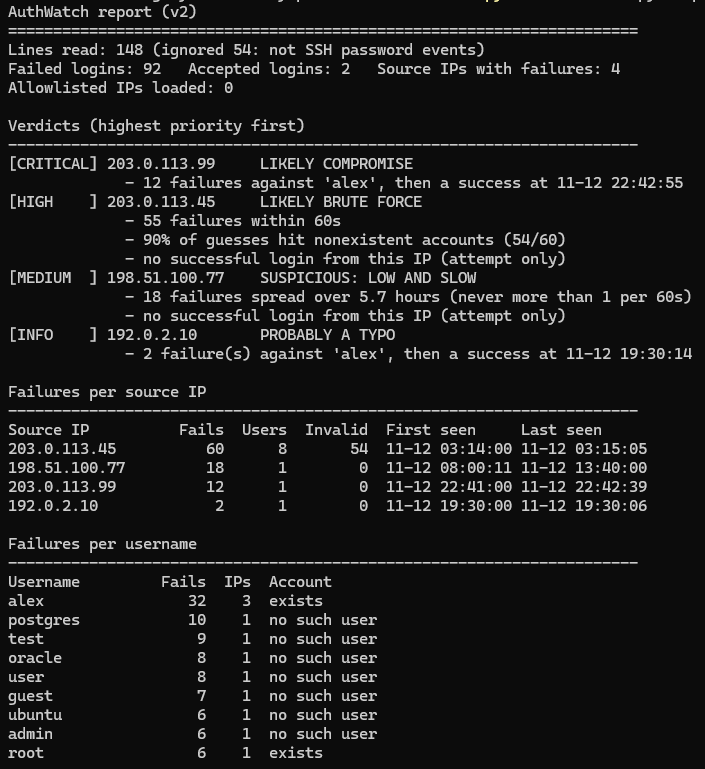 AuthWatch report (v2)
======================================================================
Lines read: 148 (ignored 54: not SSH password events)
Failed logins: 92   Accepted logins: 2   Source IPs with failures: 4
Allowlisted IPs loaded: 0

Verdicts (highest priority first)
----------------------------------------------------------------------
[CRITICAL] 203.0.113.99     LIKELY COMPROMISE
             - 12 failures against 'alex', then a success at 11-12 22:42:55
[HIGH    ] 203.0.113.45     LIKELY BRUTE FORCE
             - 55 failures within 60s
             - 90% of guesses hit nonexistent accounts (54/60)
             - no successful login from this IP (attempt only)
[MEDIUM  ] 198.51.100.77    SUSPICIOUS: LOW AND SLOW
             - 18 failures spread over 5.7 hours (never more than 1 per 60s)
             - no successful login from this IP (attempt only)
[INFO    ] 192.0.2.10       PROBABLY A TYPO
             - 2 failure(s) against 'alex', then a success at 11-12 19:30:14

Failures per source IP
----------------------------------------------------------------------
Source IP          Fails  Users  Invalid  First seen     Last seen
203.0.113.45          60      8       54  11-12 03:14:00 11-12 03:15:05
198.51.100.77         18      1        0  11-12 08:00:11 11-12 13:40:00
203.0.113.99          12      1        0  11-12 22:41:00 11-12 22:42:39
192.0.2.10             2      1        0  11-12 19:30:00 11-12 19:30:06

Failures per username
----------------------------------------------------------------------
Username         Fails  IPs  Account
alex                32    3  exists
postgres            10    1  no such user
test                 9    1  no such user
oracle               8    1  no such user
user                 8    1  no such user
guest                7    1  no such user
ubuntu               6    1  no such user
admin                6    1  no such user
root                 6    1  exists